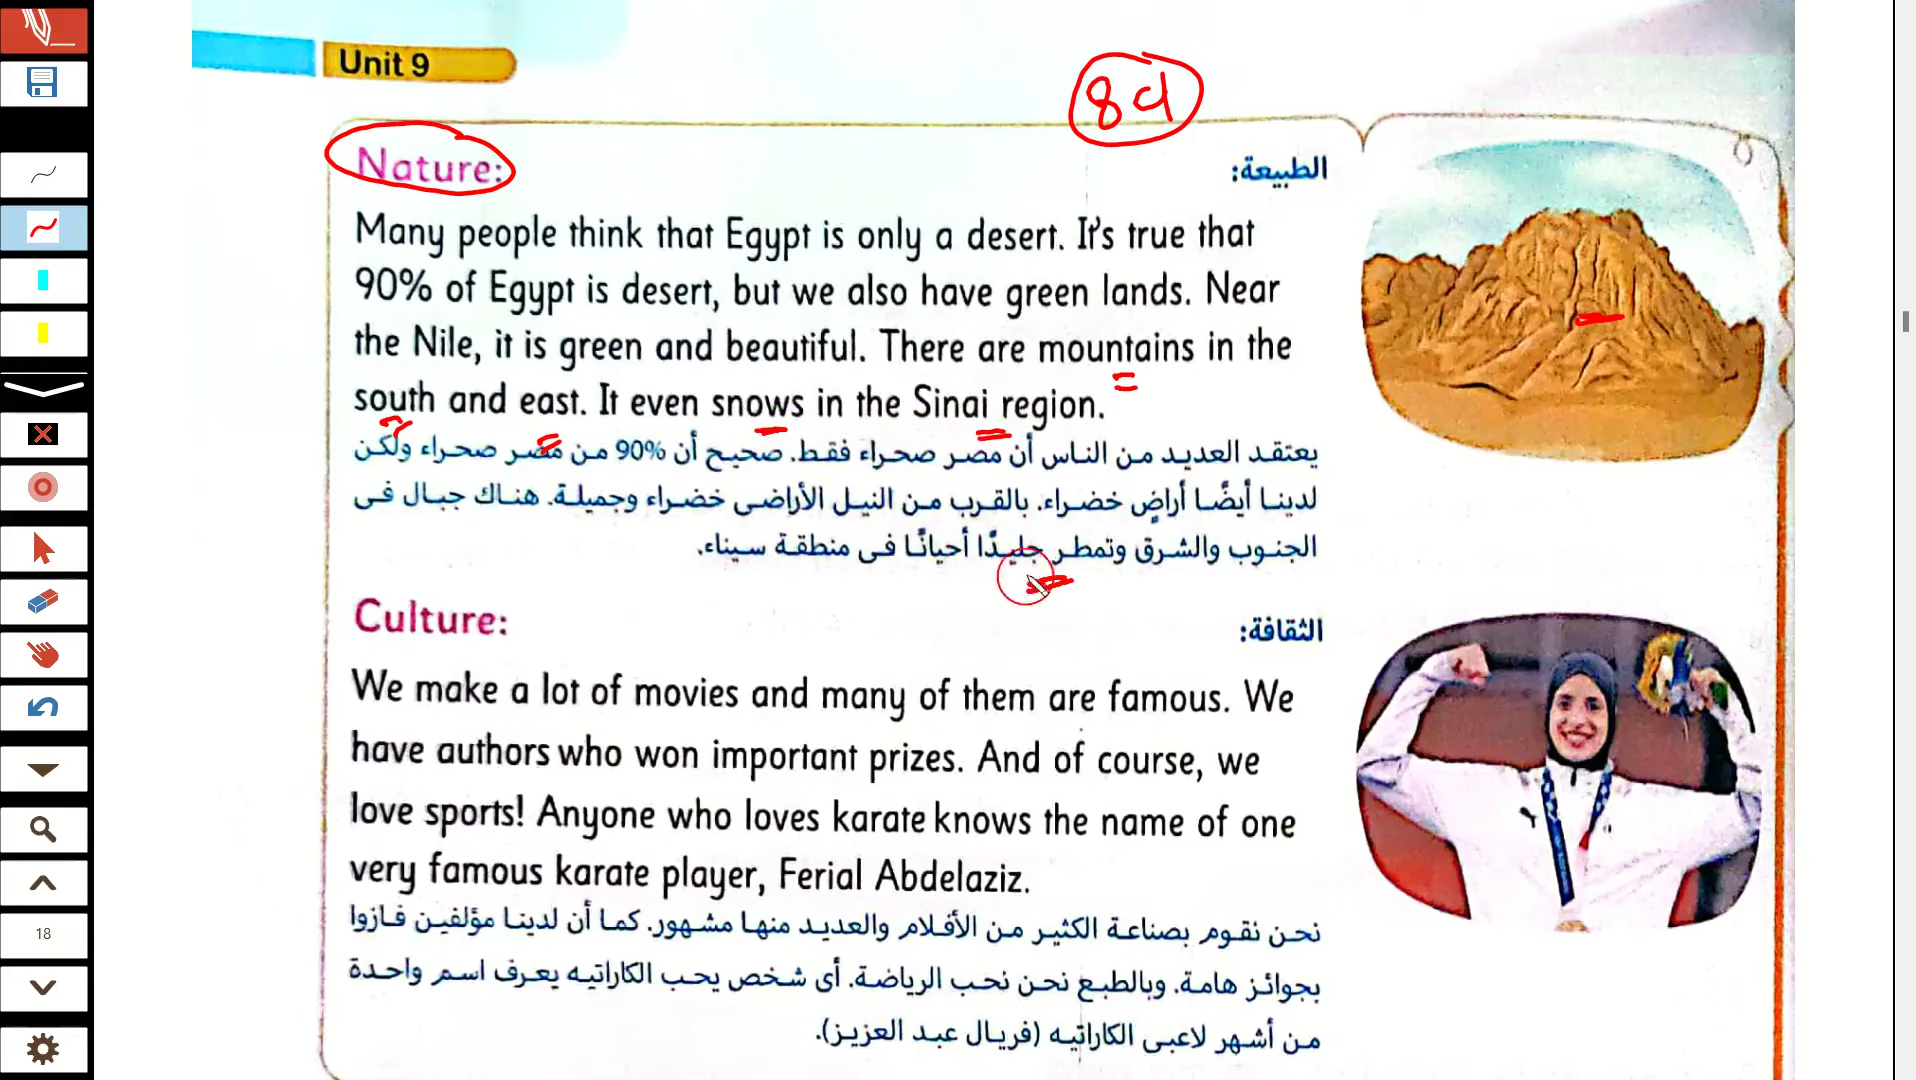 Unit 9
84
Nature:
الطبيعة:
Many people think that Egypt is only a desert. It's true that
90% of Egypt is desert, but we also have green lands. Near
the Nile, it is green and beautiful. There are mountains in the
south and east. It even snows in the Sinai region.
يعتقد العديد من الناس أن مصر صحراء فقط. صحيح أن %90 من مصر صحراء ولكن
لدينا أيضًا أراضٍ خضراء. بالقرب من النيل الأراضى خضراء وجميلة. هناك جبال فى
الجنوب والشرق وتمطر جليدًا أحيانًا فى منطقة سيناء.
Culture:
الثقافة:
We make a lot of movies and many of them are famous. We
have authors who won important prizes. And of course, we
love sports! Anyone who loves karate knows the name of one
very famous karate player, Ferial Abdelaziz.
نحن نقوم بصناعة الكثير من الأفلام والعديد منها مشهور. كما أن لدينا مؤلفين فازوا
بجوائز هامة. وبالطبع نحن نحب الرياضة. أى شخص يحب الكاراتيه يعرف اسم واحدة
من أشهر لاعبى الكاراتيه (فريال عبد العزيز).
18